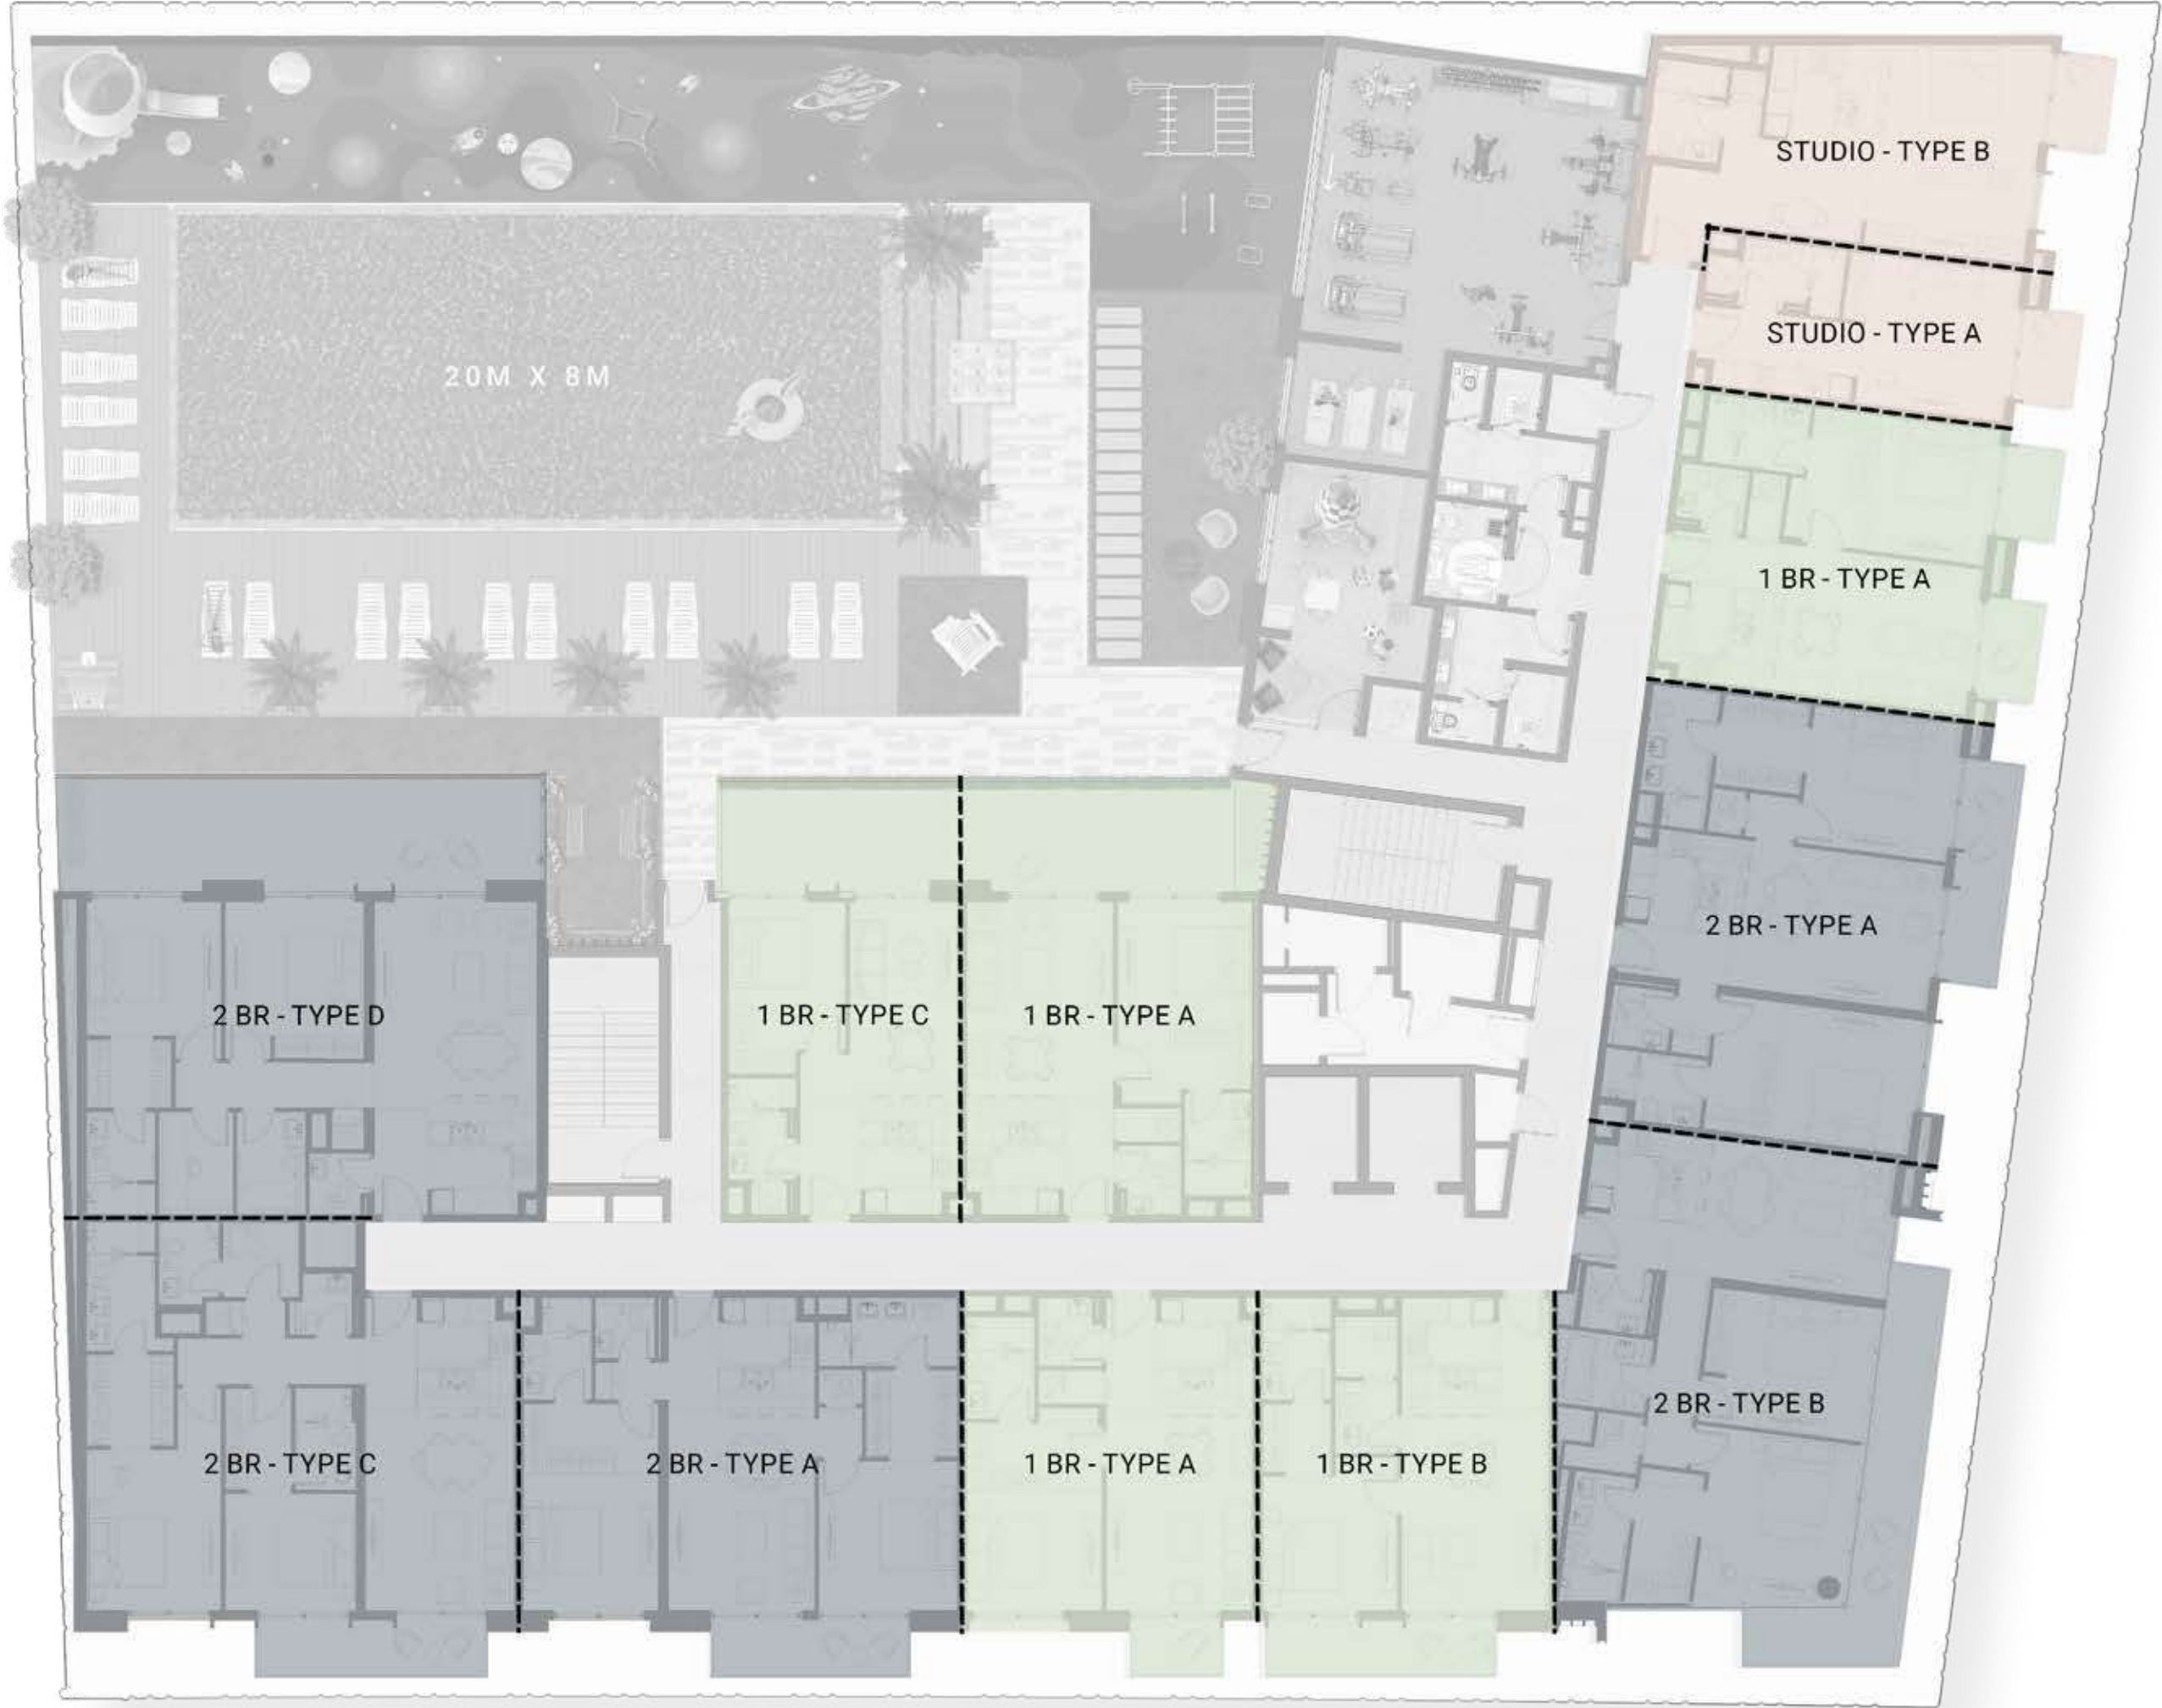 STUDIO - TYPE B
STUDIO - TYPE A
20M X 8M
1 BR - TYPE A
2 BR - TYPE A
2 BR - TYPE D
1 BR - TYPE C
1 BR - TYPE A
2 BR - TYPE B
2 BR - TYPE C
2 BR - TYPE A
1 BR - TYPE A
1 BR - TYPE B